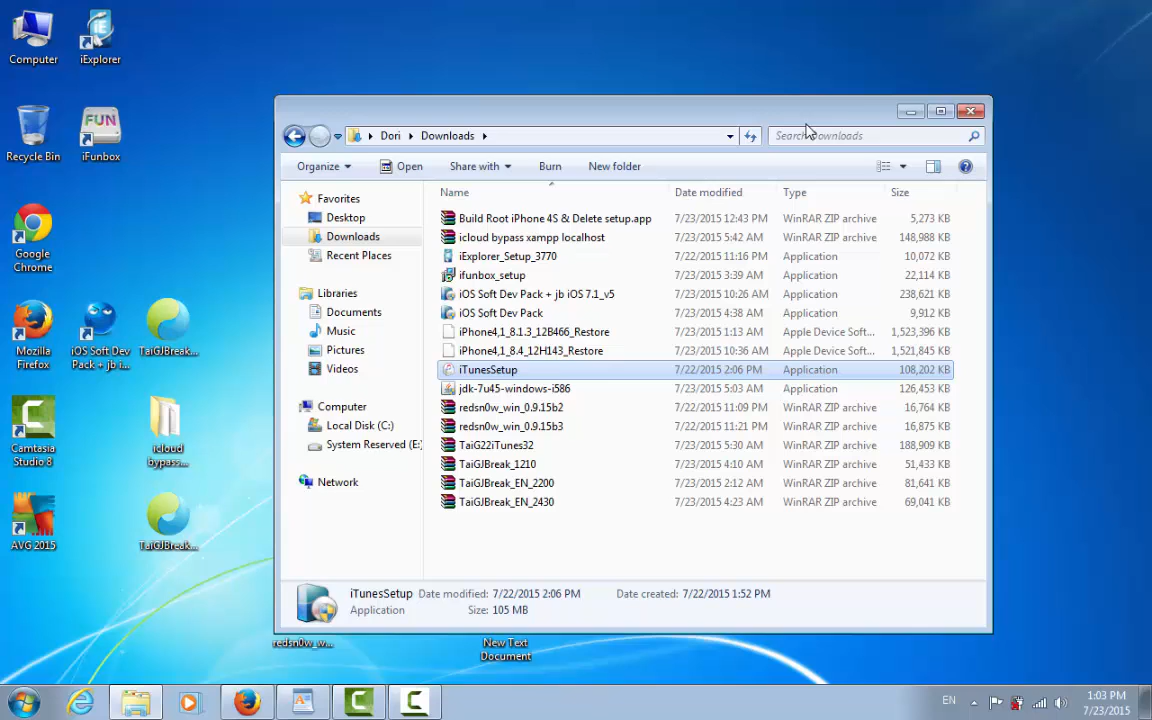 Computer
iExplorer
Recycle Bin
iFunbox
FUN
Google
Chrome
Mozilla
Firefox
iOS Soft Dev
Pack + jb i...
TaiGJBreak...
Camtasia
Studio 8
icloud
bypass...
AVG 2015
TaiGJBreak...
redsn0w_w...
New Text
Document
Dori Downloads
Search Downloads
Organize Open Share with Burn New folder
Name Date modified Type Size
Favorites
Desktop
Downloads
Recent Places
Libraries
Documents
Music
Pictures
Videos
Computer
Local Disk (C:)
System Reserved (E:)
Network
Build Root iPhone 4S & Delete setup.app 7/23/2015 12:43 PM WinRAR ZIP archive 5,273 KB
icloud bypass xampp localhost 7/23/2015 5:42 AM WinRAR ZIP archive 148,988 KB
iExplorer_Setup_3770 7/22/2015 11:16 PM Application 10,072 KB
ifunbox_setup 7/23/2015 3:39 AM Application 22,114 KB
iOS Soft Dev Pack + jb iOS 7.1_v5 7/23/2015 10:26 AM Application 238,621 KB
iOS Soft Dev Pack 7/23/2015 4:38 AM Application 9,912 KB
iPhone4,1_8.1.3_12B466_Restore 7/23/2015 1:13 AM Apple Device Soft... 1,523,396 KB
iPhone4,1_8.4_12H143_Restore 7/23/2015 10:36 AM Apple Device Soft... 1,521,845 KB
iTunesSetup 7/22/2015 2:06 PM Application 108,202 KB
jdk-7u45-windows-i586 7/23/2015 5:03 AM Application 126,453 KB
redsn0w_win_0.9.15b2 7/22/2015 11:09 PM WinRAR ZIP archive 16,764 KB
redsn0w_win_0.9.15b3 7/22/2015 11:21 PM WinRAR ZIP archive 16,875 KB
TaiG22iTunes32 7/23/2015 5:30 AM WinRAR ZIP archive 188,909 KB
TaiGJBreak_1210 7/23/2015 4:10 AM WinRAR ZIP archive 51,433 KB
TaiGJBreak_EN_2200 7/23/2015 2:12 AM WinRAR ZIP archive 81,641 KB
TaiGJBreak_EN_2430 7/23/2015 4:23 AM WinRAR ZIP archive 69,041 KB
iTunesSetup Date modified: 7/22/2015 2:06 PM Date created: 7/22/2015 1:52 PM
Application Size: 105 MB
EN
1:03 PM
7/23/2015